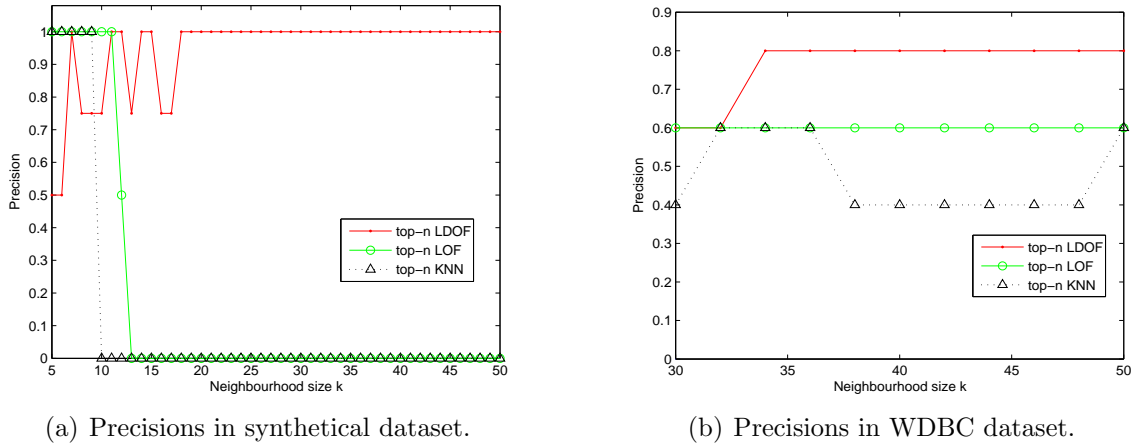 1
0.9
0.8
0.7
0.6
0.5
0.4
0.3
0.2
0.1
0
Precision
5 10 15 20 25 30 35 40 45 50
Neighbourhood size k
top−n LDOF
top−n LOF
top−n KNN
(a) Precisions in synthetical dataset.
0.9
0.8
0.7
0.6
0.5
0.4
0.3
0.2
0.1
0
Precision
30 35 40 45 50
Neighbourhood size k
top−n LDOF
top−n LOF
top−n KNN
(b) Precisions in WDBC dataset.